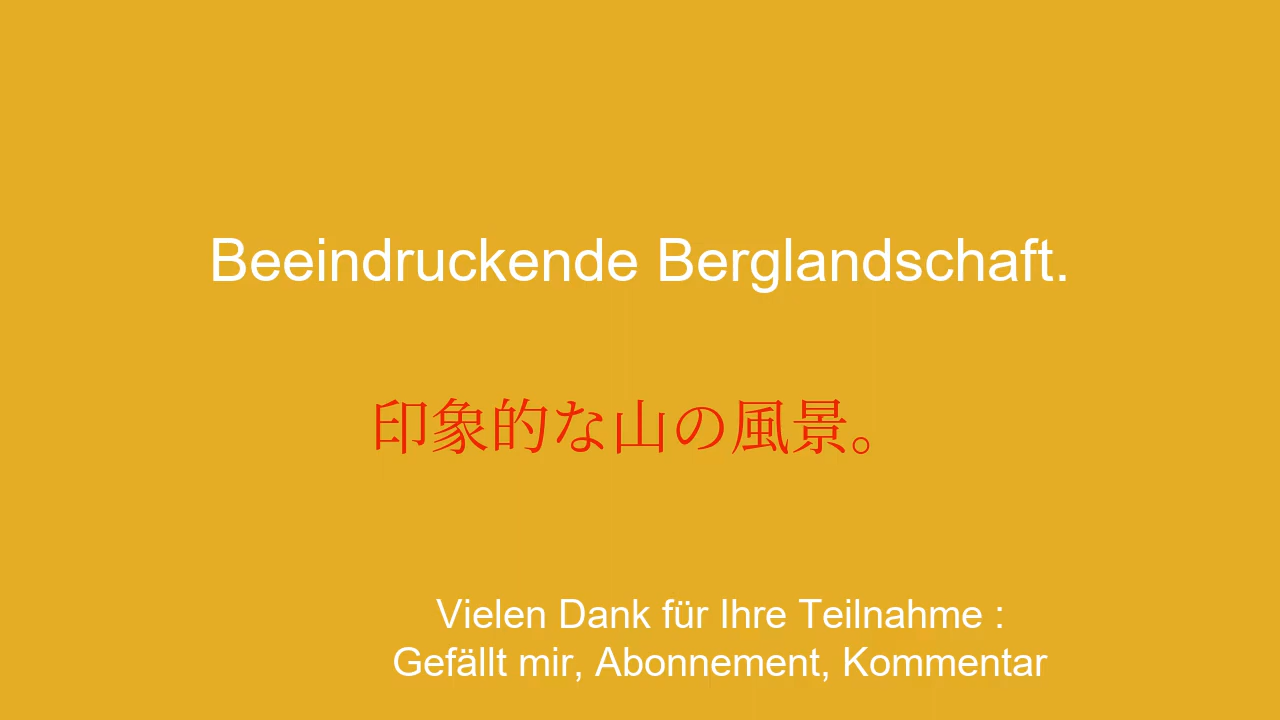 Beeindruckende Berglandschaft.
印象的な山の風景。
Vielen Dank für Ihre Teilnahme :
Gefällt mir, Abonnement, Kommentar